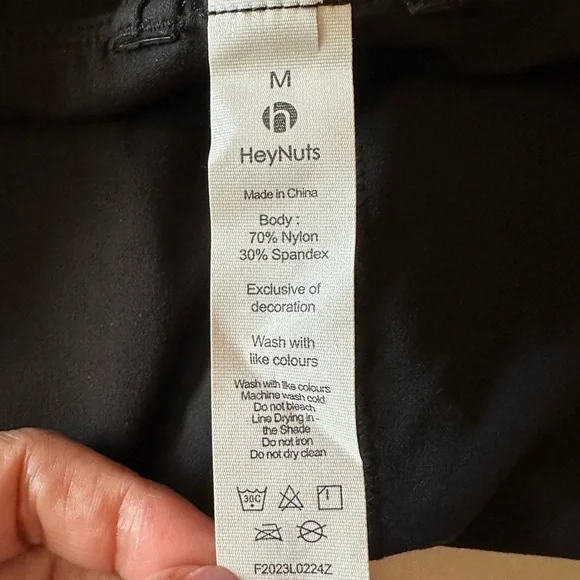 M
h
HeyNuts
Made in China
Body :
70% Nylon
30% Spandex
Exclusive of
decoration
Wash with
like colours
Wash with like colours
Machine wash cold
Do not bleach
Line Drying in -
the Shade
Do not iron
Do not dry clean
30C
F2023L0224Z